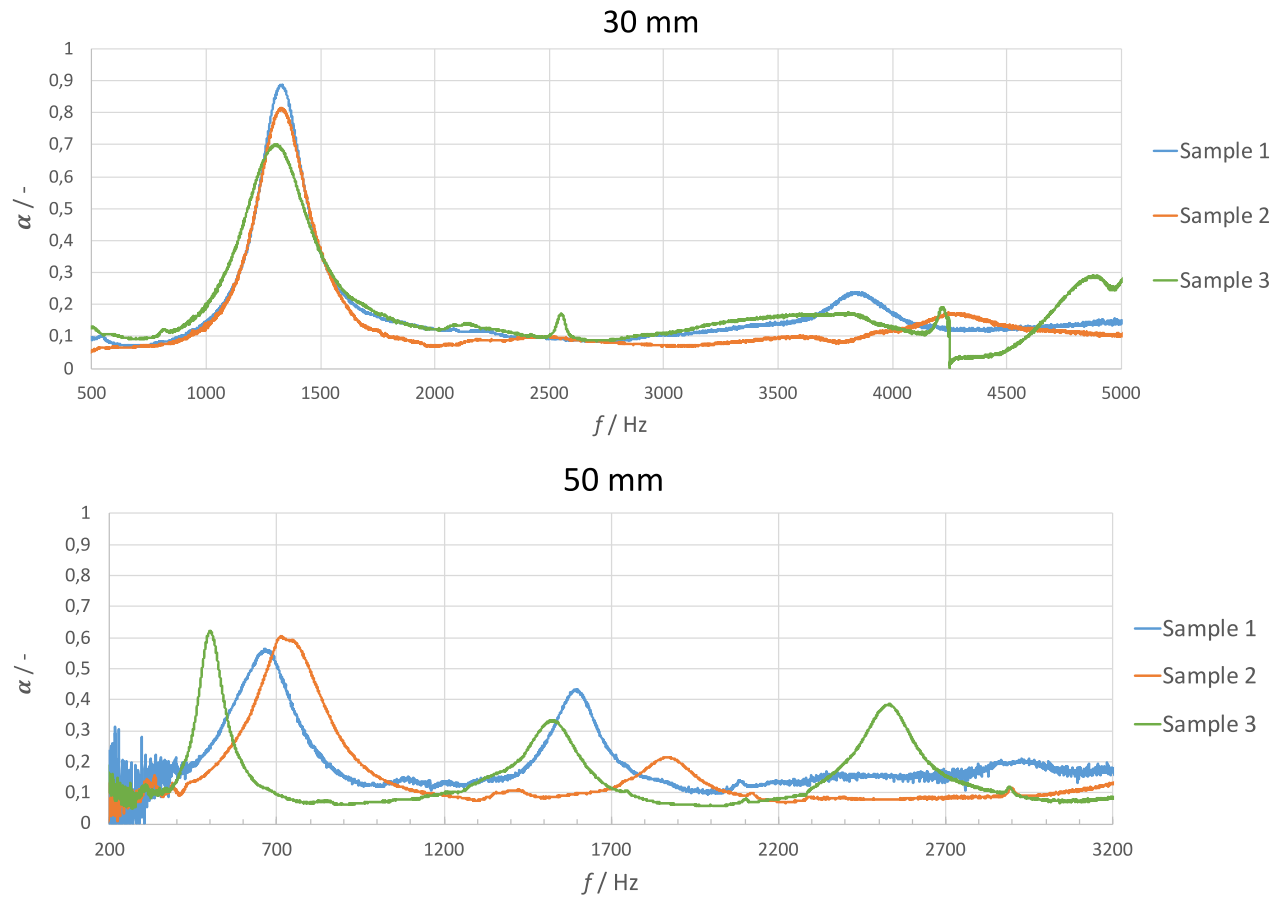 30 mm
1
0,9
0,8
0,7
0,6
0,5
0,4
0,3
0,2
0,1
0
α / -
500 1000 1500 2000 2500 3000 3500 4000 4500 5000
f / Hz
Sample 1
Sample 2
Sample 3
50 mm
1
0,9
0,8
0,7
0,6
0,5
0,4
0,3
0,2
0,1
0
α / -
200 700 1200 1700 2200 2700 3200
f / Hz
Sample 1
Sample 2
Sample 3